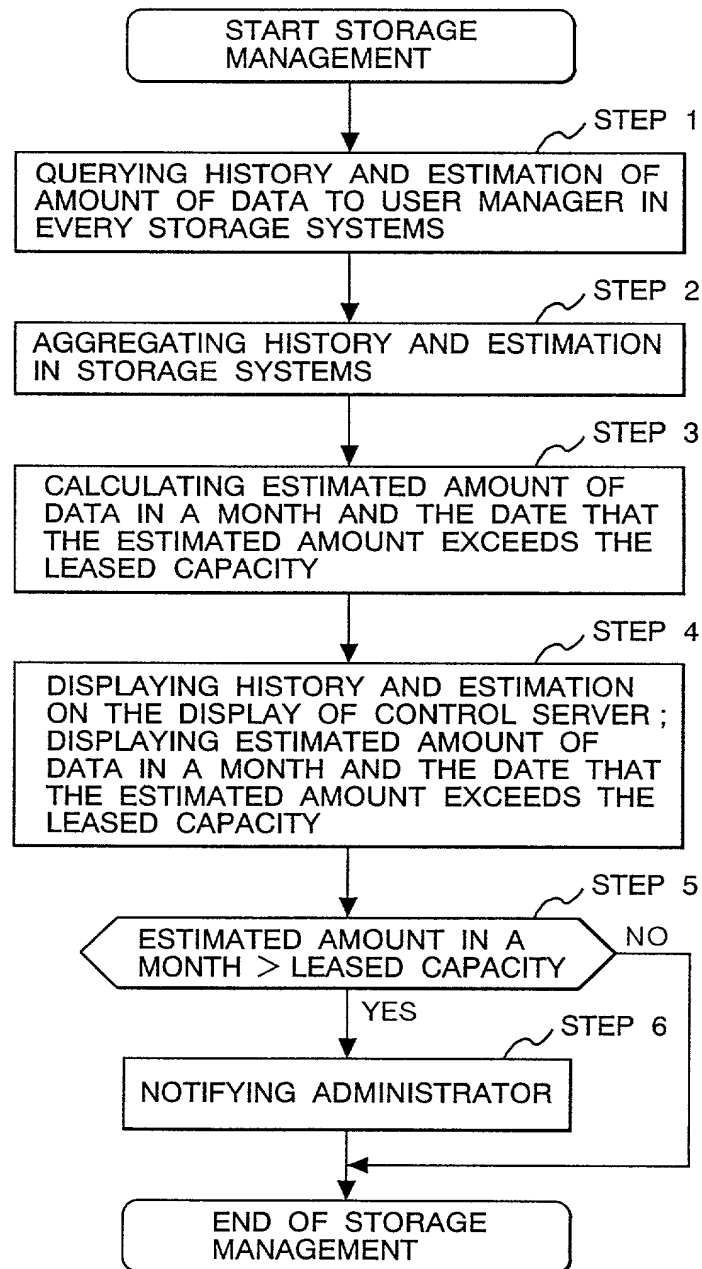 START STORAGE
MANAGEMENT
STEP 1
QUERYING HISTORY AND ESTIMATION OF
AMOUNT OF DATA TO USER MANAGER IN
EVERY STORAGE SYSTEMS
STEP 2
AGGREGATING HISTORY AND ESTIMATION
IN STORAGE SYSTEMS
STEP 3
CALCULATING ESTIMATED AMOUNT OF
DATA IN A MONTH AND THE DATE THAT
THE ESTIMATED AMOUNT EXCEEDS THE
LEASED CAPACITY
STEP 4
DISPLAYING HISTORY AND ESTIMATION
ON THE DISPLAY OF CONTROL SERVER ;
DISPLAYING ESTIMATED AMOUNT OF
DATA IN A MONTH AND THE DATE THAT
THE ESTIMATED AMOUNT EXCEEDS THE
LEASED CAPACITY
STEP 5
ESTIMATED AMOUNT IN A
MONTH > LEASED CAPACITY
NO
YES
STEP 6
NOTIFYING ADMINISTRATOR
END OF STORAGE
MANAGEMENT